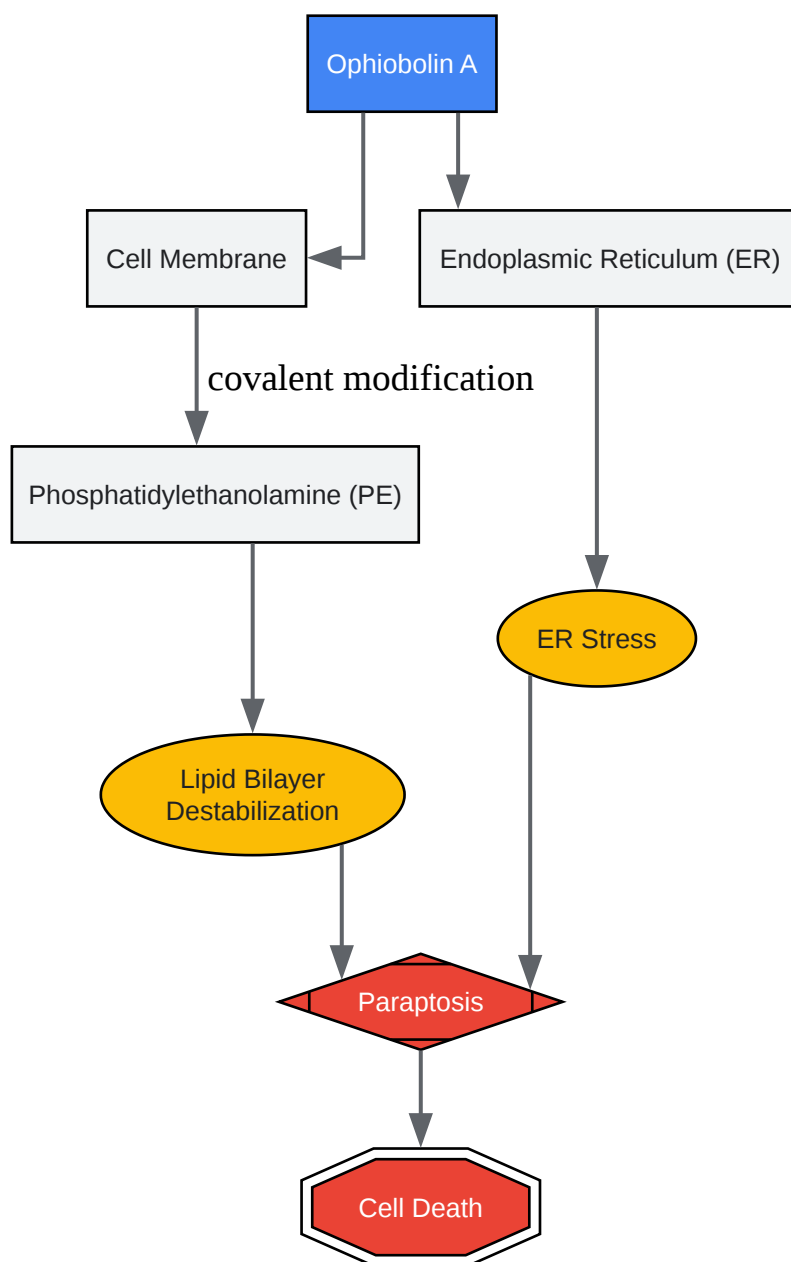 Ophiobolin A
Cell Membrane
Endoplasmic Reticulum (ER)
covalent modification
Phosphatidylethanolamine (PE)
ER Stress
Lipid Bilayer
Destabilization
Paraptosis
Cell Death